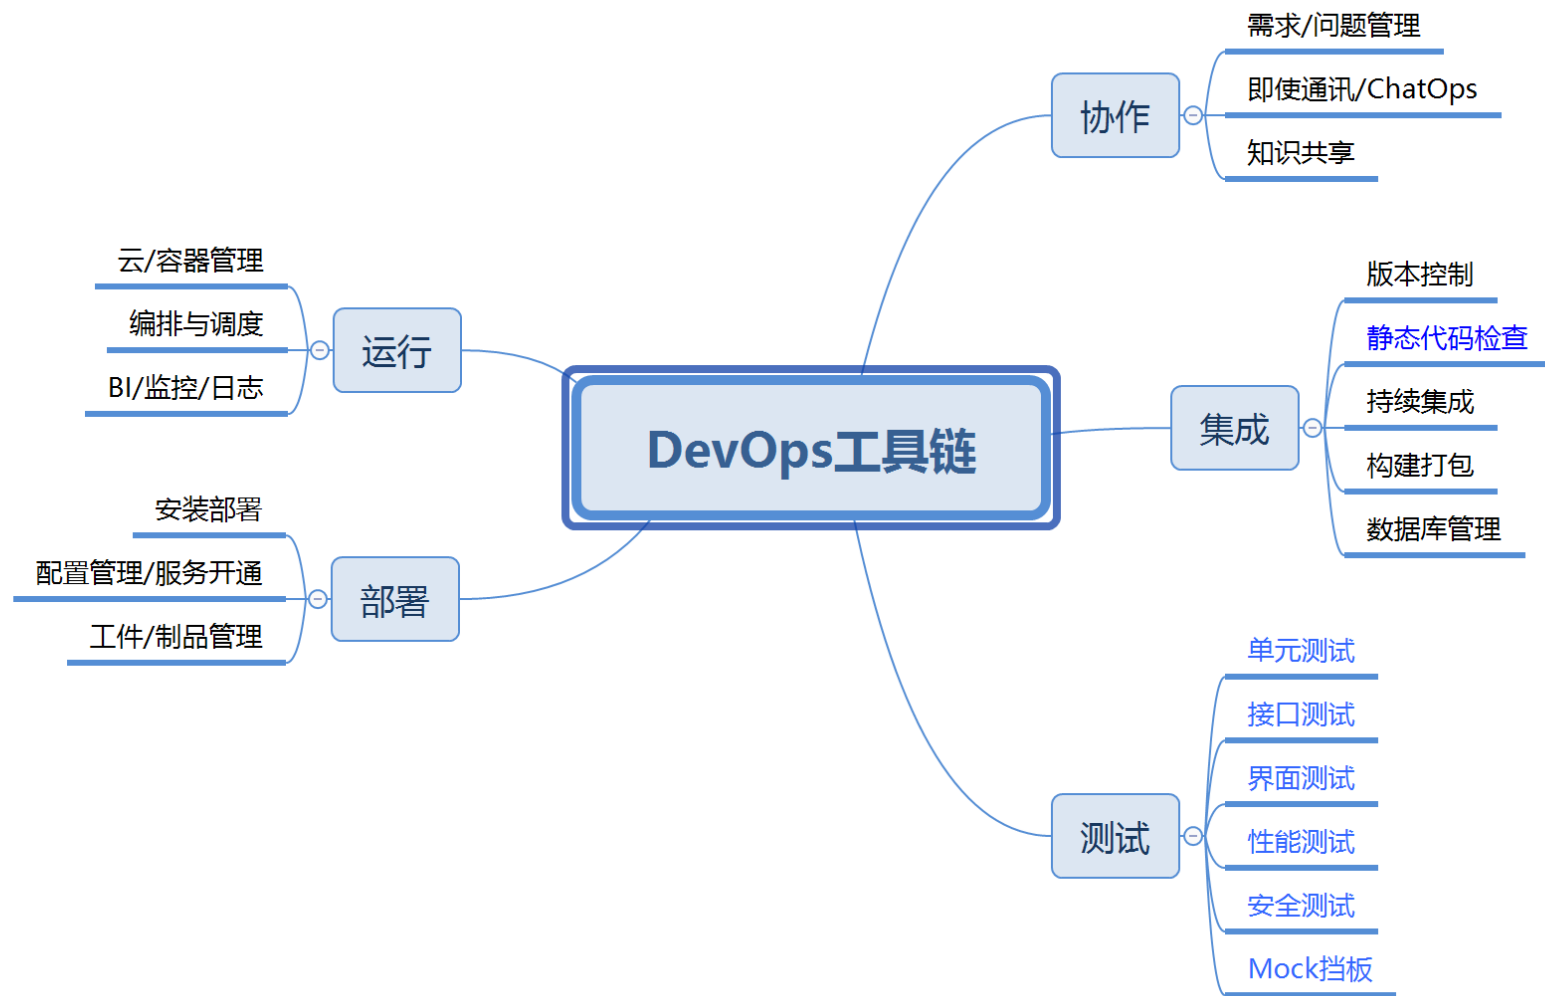 DevOps工具链
协作
需求/问题管理
即使通讯/ChatOps
知识共享
集成
版本控制
静态代码检查
持续集成
构建打包
数据库管理
测试
单元测试
接口测试
界面测试
性能测试
安全测试
Mock挡板
部署
安装部署
配置管理/服务开通
工件/制品管理
运行
云/容器管理
编排与调度
BI/监控/日志